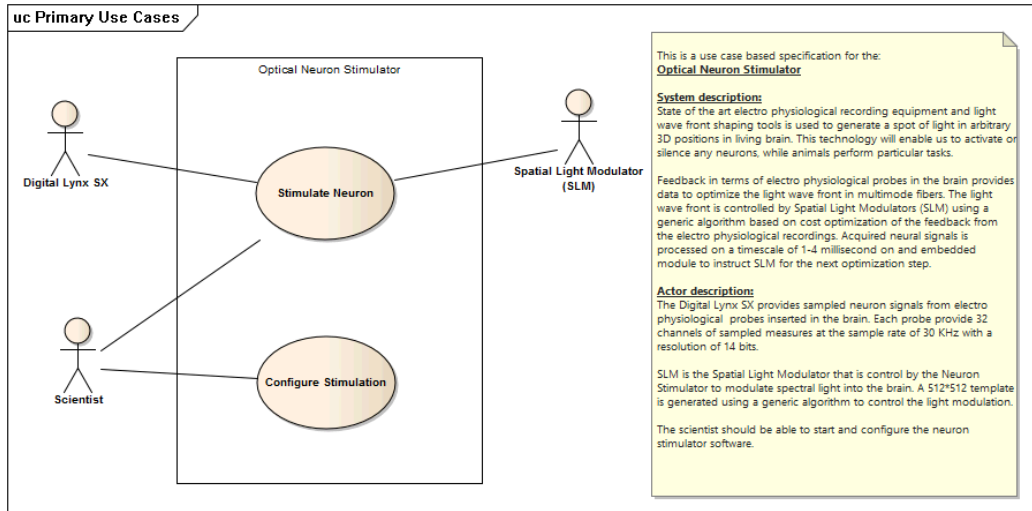 uc Primary Use Cases
Optical Neuron Stimulator
Digital Lynx SX
Stimulate Neuron
Spatial Light Modulator
(SLM)
Scientist
Configure Stimulation
This is a use case based specification for the:
Optical Neuron Stimulator
System description:
State of the art electro physiological recording equipment and light
wave front shaping tools is used to generate a spot of light in arbitrary
3D positions in living brain. This technology will enable us to activate or
silence any neurons, while animals perform particular tasks.
Feedback in terms of electro physiological probes in the brain provides
data to optimize the light wave front in multimode fibers. The light
wave front is controlled by Spatial Light Modulators (SLM) using a
generic algorithm based on cost optimization of the feedback from
the electro physiological recordings. Acquired neural signals is
processed on a timescale of 1-4 millisecond on and embedded
module to instruct SLM for the next optimization step.
Actor description:
The Digital Lynx SX provides sampled neuron signals from electro
physiological probes inserted in the brain. Each probe provide 32
channels of sampled measures at the sample rate of 30 KHz with a
resolution of 14 bits.
SLM is the Spatial Light Modulator that is control by the Neuron
Stimulator to modulate spectral light into the brain. A 512*512 template
is generated using a generic algorithm to control the light modulation.
The scientist should be able to start and configure the neuron
stimulator software.